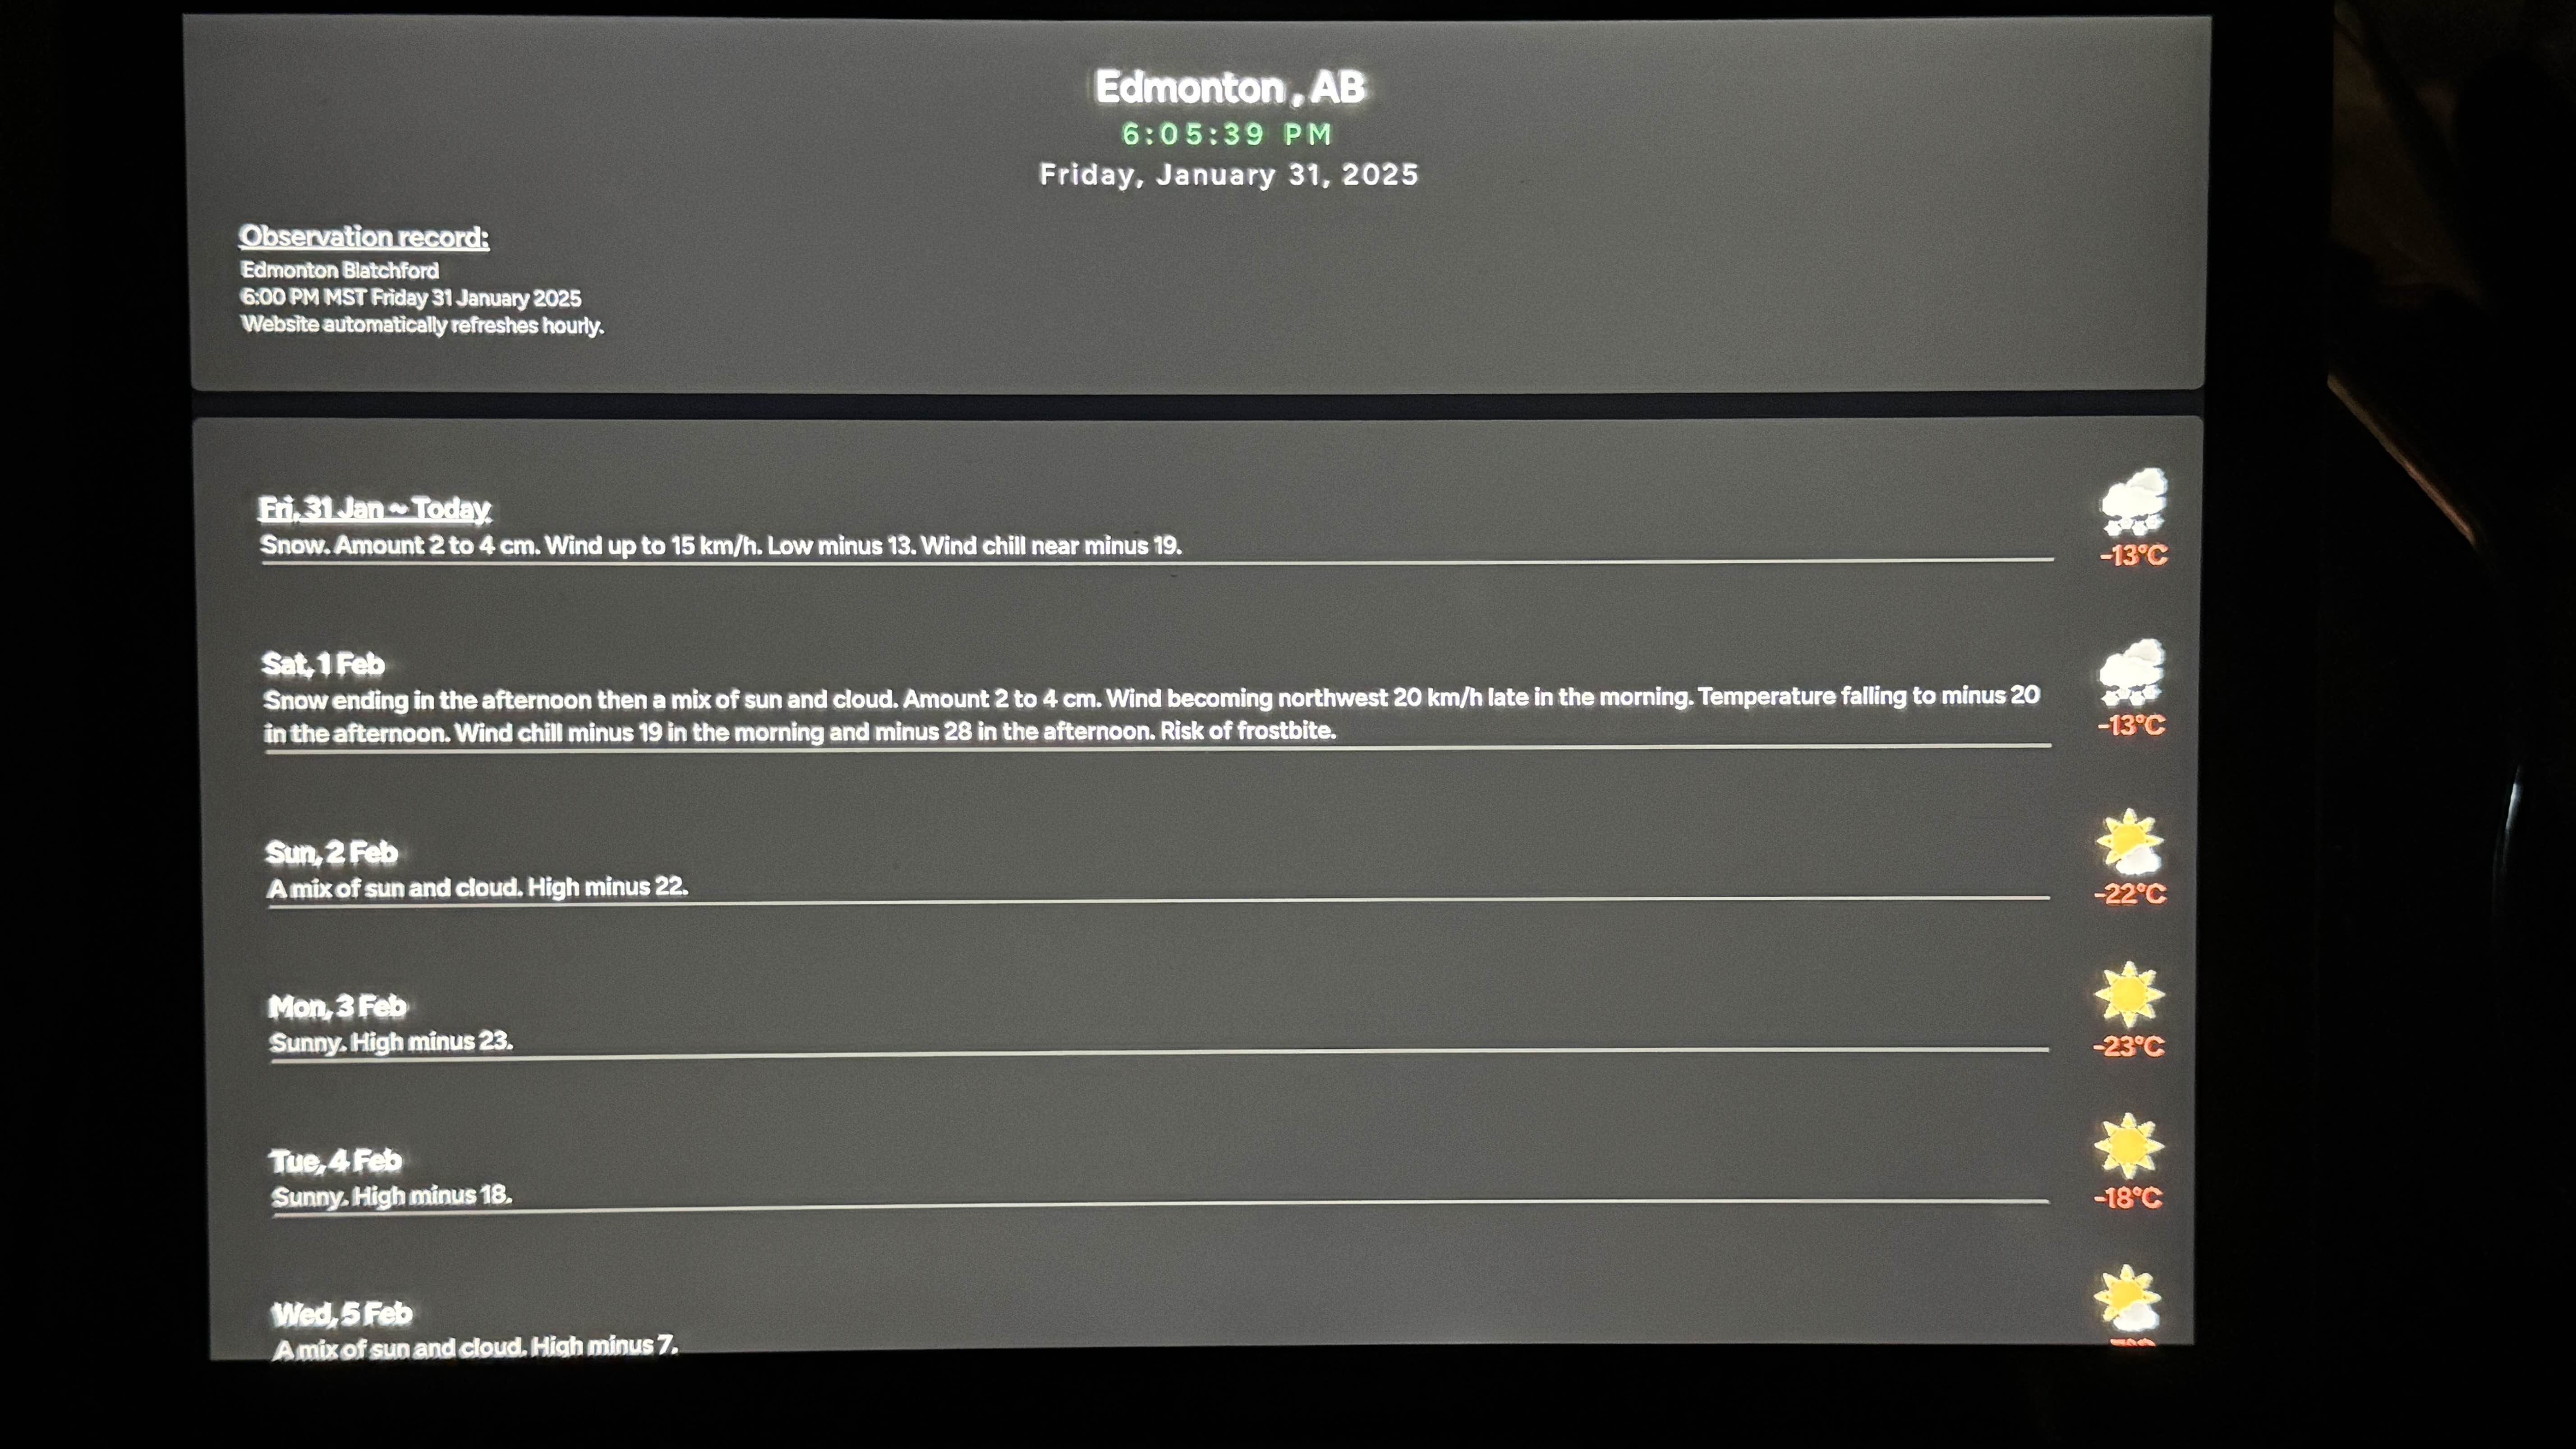 Edmonton , AB
6:05:39 PM
Friday, January 31, 2025
Observation record:
Edmonton Blatchford
6:00 PM MST Friday 31 January 2025
Website automatically refreshes hourly.
Fri, 31 Jan ~ Today
Snow. Amount 2 to 4 cm. Wind up to 15 km/h. Low minus 13. Wind chill near minus 19.
-13°C
Sat, 1 Feb
Snow ending in the afternoon then a mix of sun and cloud. Amount 2 to 4 cm. Wind becoming northwest 20 km/h late in the morning. Temperature falling to minus 20
in the afternoon. Wind chill minus 19 in the morning and minus 28 in the afternoon. Risk of frostbite.
-13°C
Sun, 2 Feb
A mix of sun and cloud. High minus 22.
-22°C
Mon, 3 Feb
Sunny. High minus 23.
-23°C
Tue, 4 Feb
Sunny. High minus 18.
-18°C
Wed, 5 Feb
A mix of sun and cloud. High minus 7.